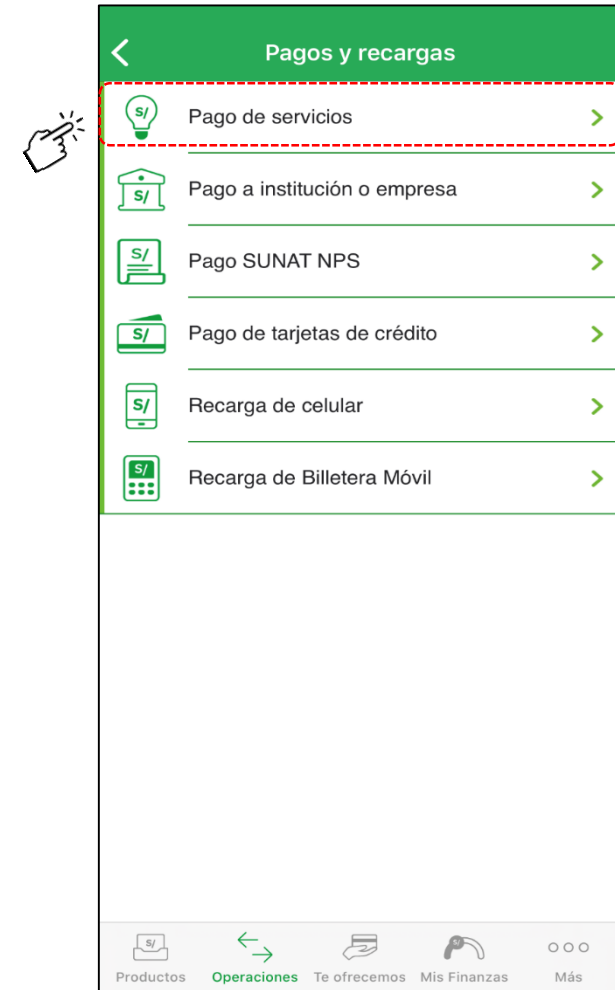 Pagos y recargas
S/ Pago de servicios
S/ Pago a institución o empresa
S/ Pago SUNAT NPS
S/ Pago de tarjetas de crédito
S/ Recarga de celular
S/ Recarga de Billetera Móvil
S/ S/
Productos Operaciones Te ofrecemos Mis Finanzas Más